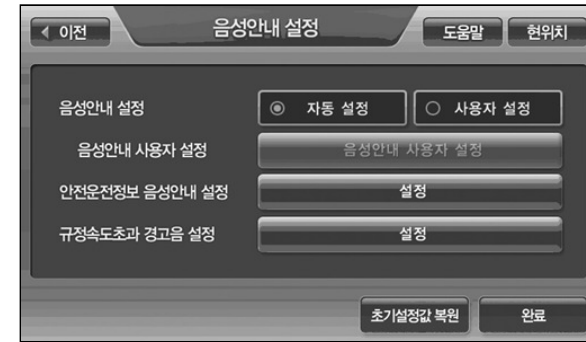 이전 음성안내 설정 도움말 현위치
음성안내 설정 자동 설정 사용자 설정
음성안내 사용자 설정 음성안내 사용자 설정
안전운전정보 음성안내 설정 설정
규정속도초과 경고음 설정 설정
초기설정값 복원 완료